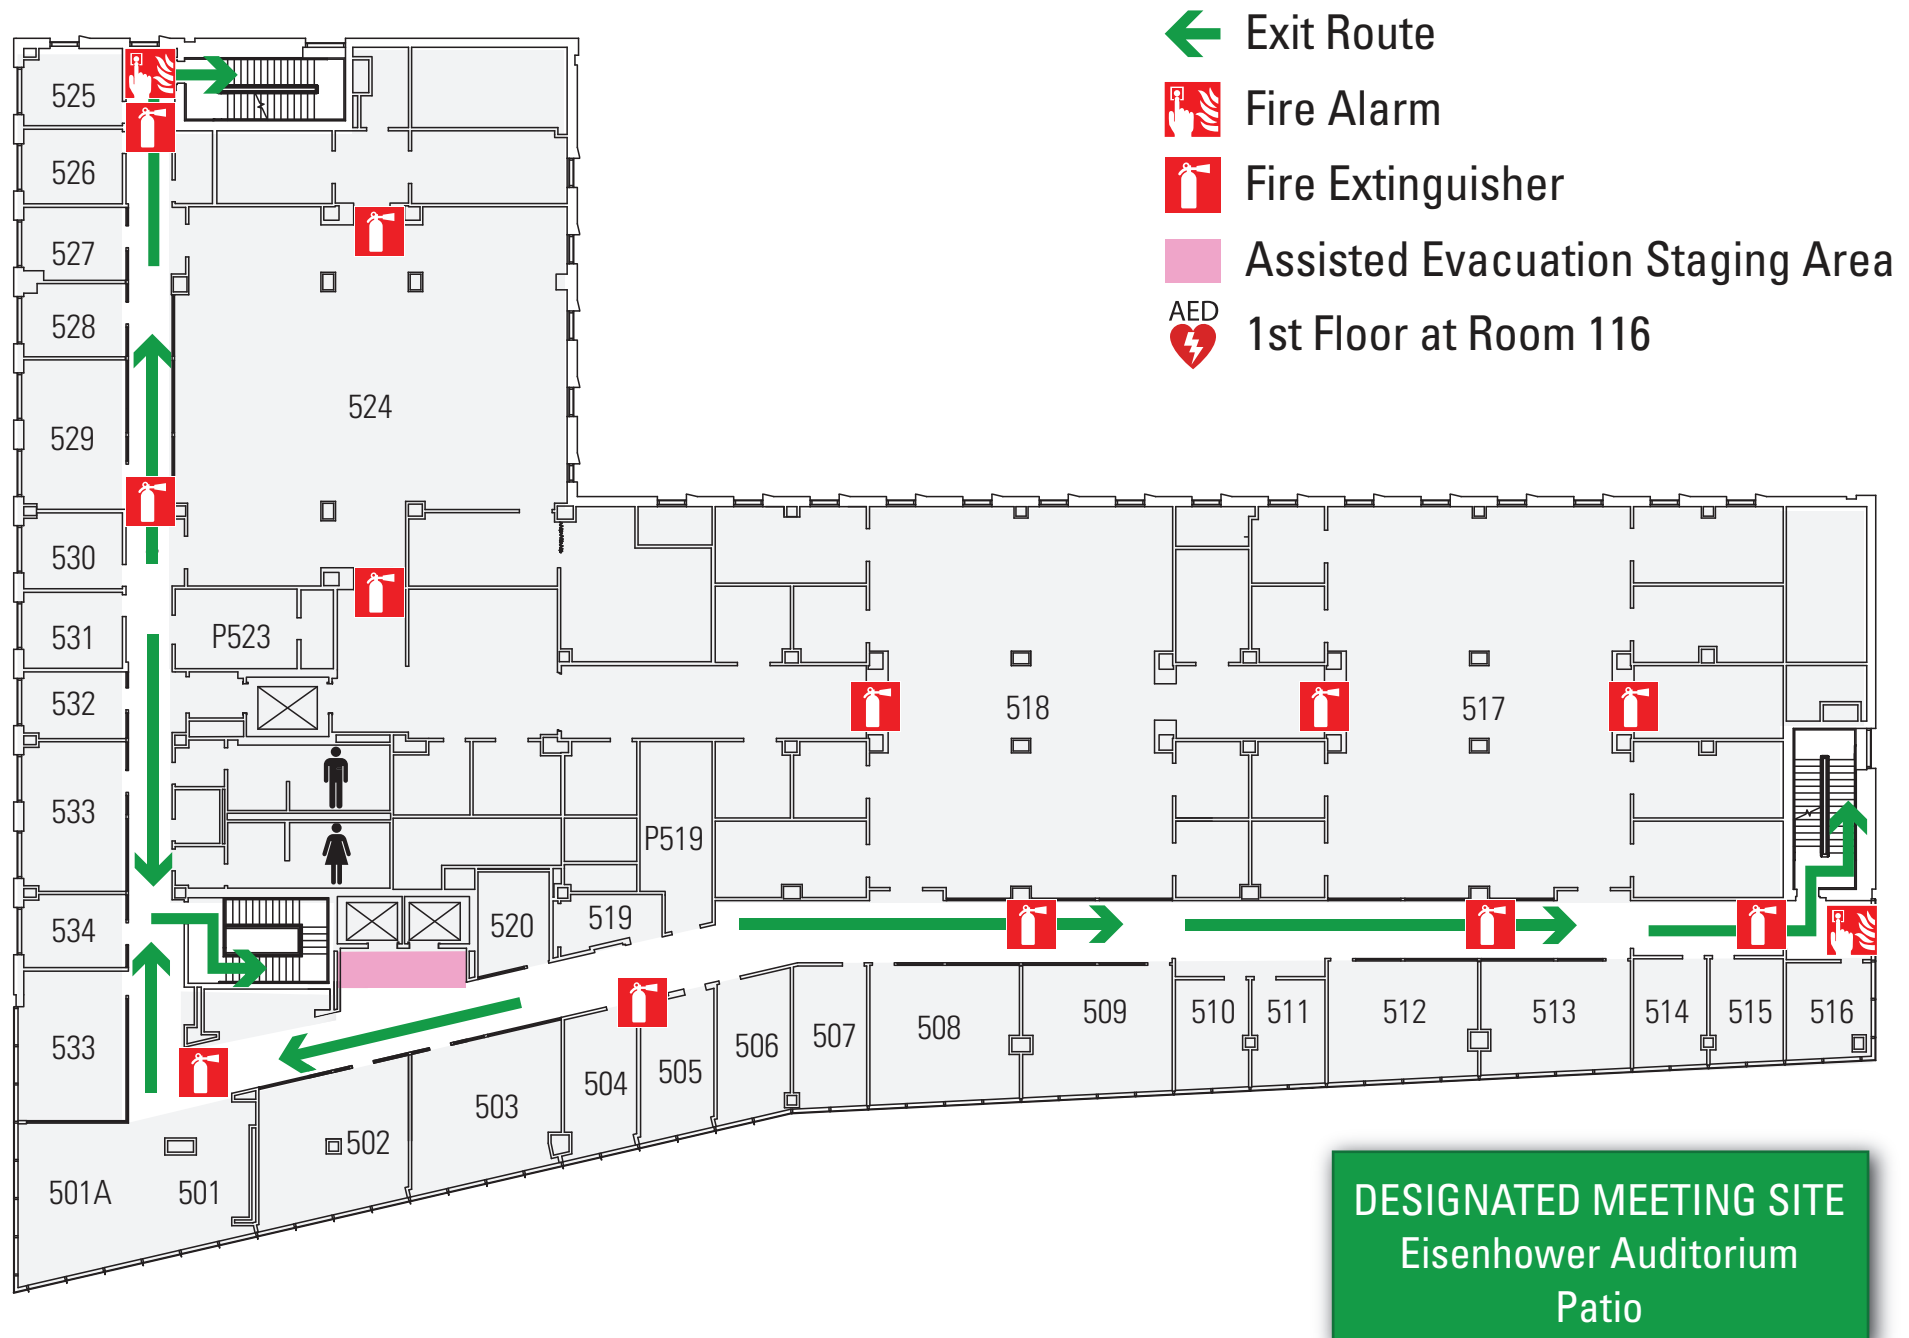 Exit Route
Fire Alarm
Fire Extinguisher
Assisted Evacuation Staging Area
AED
1st Floor at Room 116
525
526
527
528
524
529
530
531
P523
532
518
517
533
P519
534
520
519
533
510
511
512
513
514
515
516
509
508
507
506
505
504
503
502
501A
501
DESIGNATED MEETING SITE
Eisenhower Auditorium
Patio